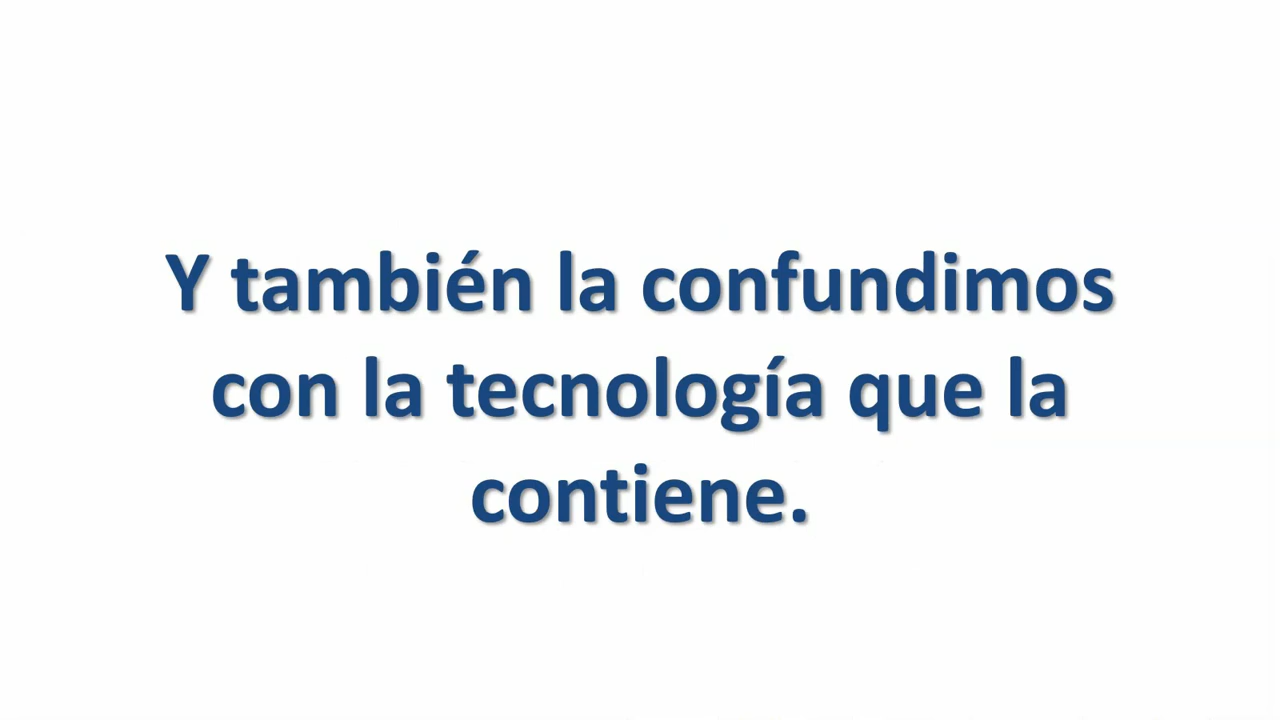 Y también la confundimos
con la tecnología que la
contiene.